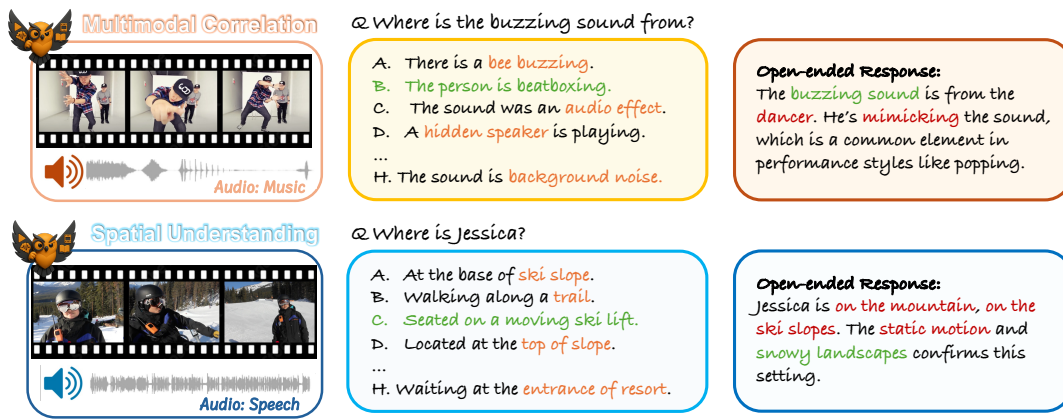 Multimodal Correlation
Audio: Music
Q Where is the buzzing sound from?
A. There is a bee buzzing.
B. The person is beatboxing.
C. The sound was an audio effect.
D. A hidden speaker is playing.
...
H. The sound is background noise.
Open-ended Response:
The buzzing sound is from the
dancer. He's mimicking the sound,
which is a common element in
performance styles like popping.
Spatial Understanding
Audio: Speech
Q Where is Jessica?
A. At the base of ski slope.
B. Walking along a trail.
C. Seated on a moving ski lift.
D. Located at the top of slope.
...
H. Waiting at the entrance of resort.
Open-ended Response:
Jessica is on the mountain, on the
ski slopes. The static motion and
snowy landscapes confirms this
setting.